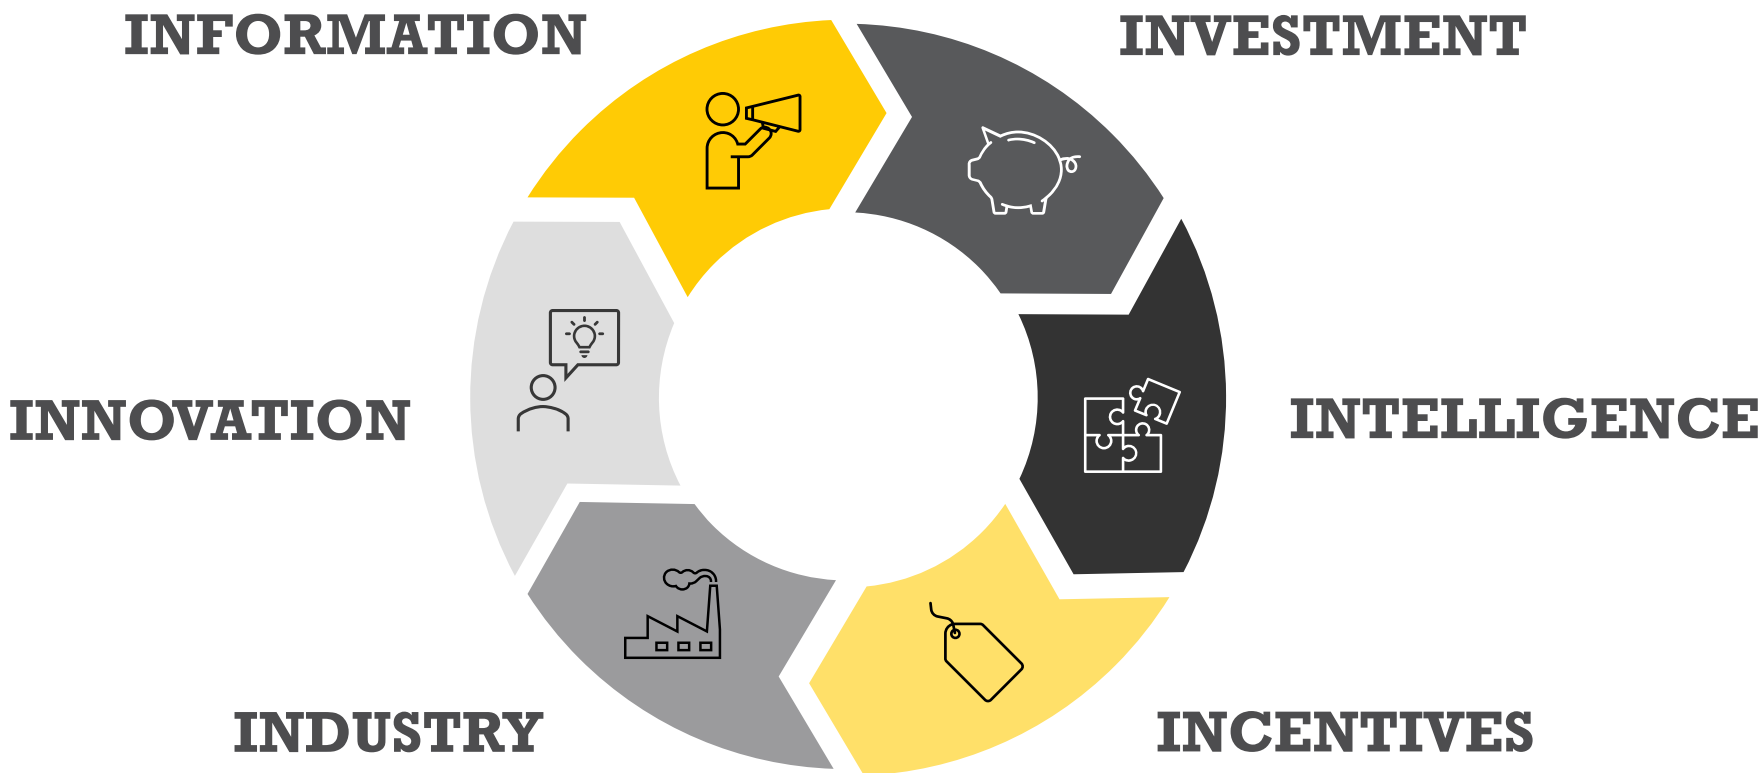 INFORMATION
INVESTMENT
INNOVATION
INTELLIGENCE
INDUSTRY
INCENTIVES